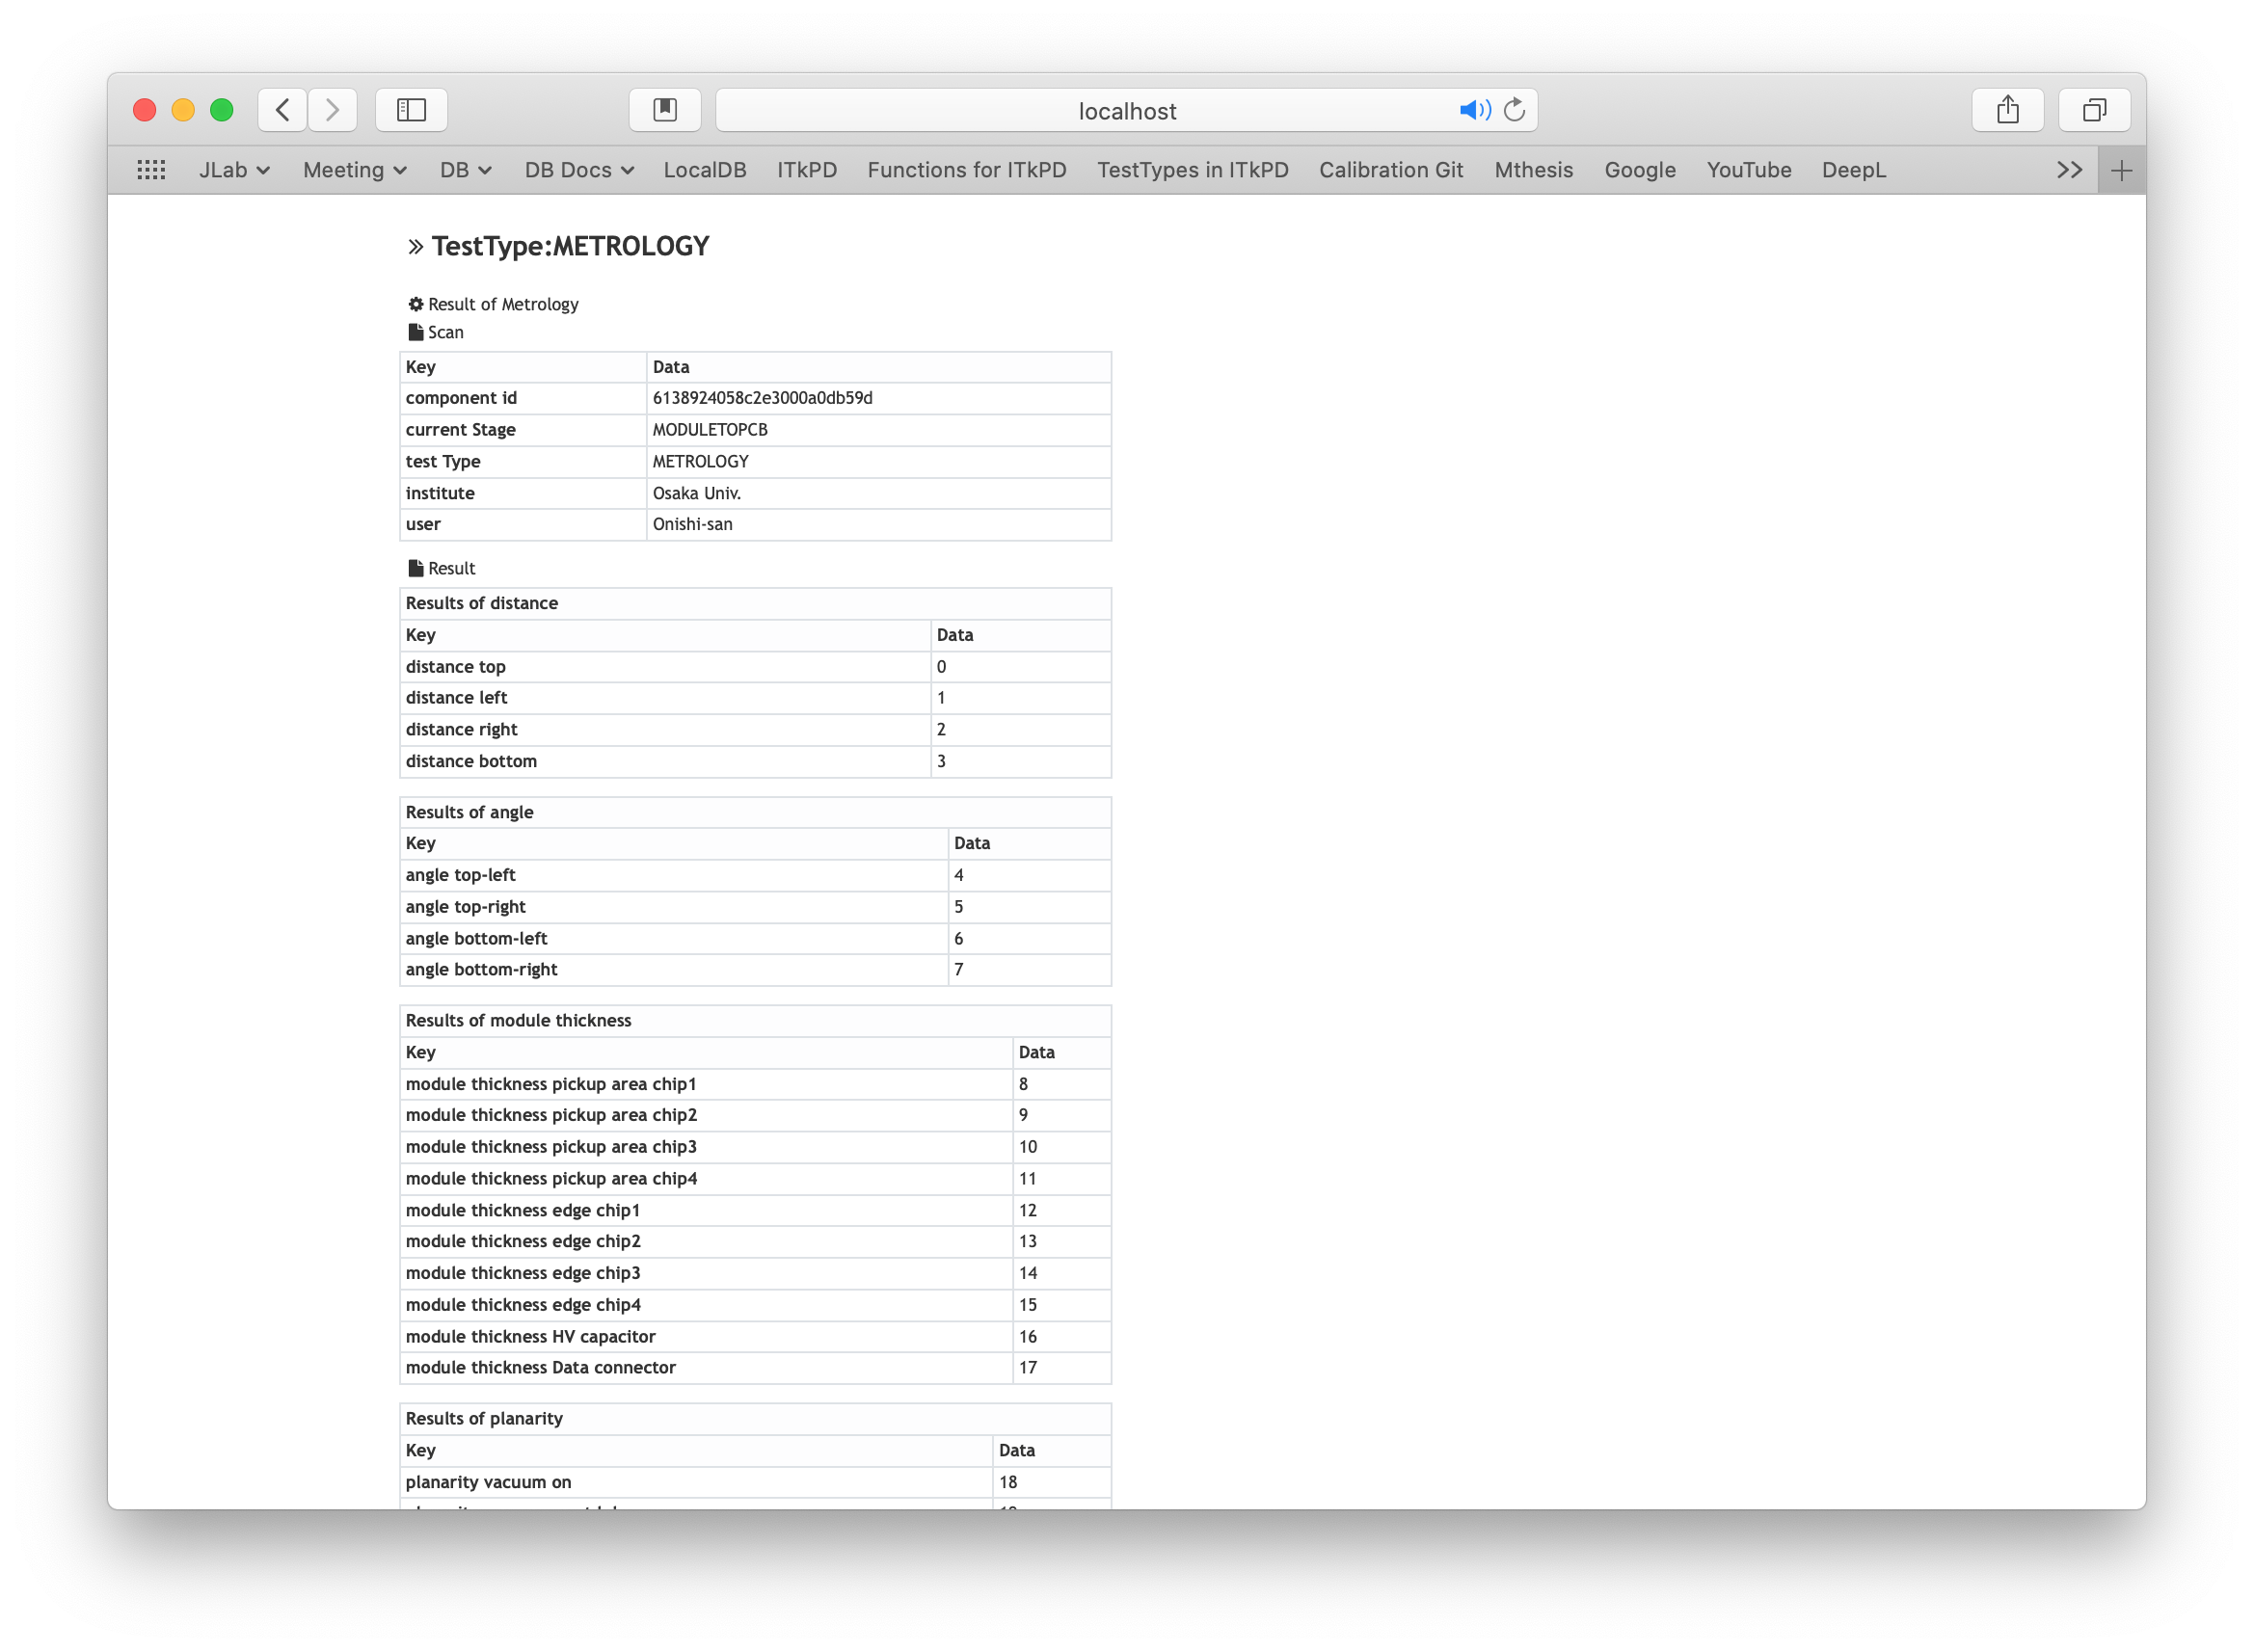 localhost
JLab Meeting DB DB Docs LocalDB ITkPD Functions for ITkPD TestTypes in ITkPD Calibration Git Mthesis Google YouTube DeepL
TestType:METROLOGY
Result of Metrology
Scan
Key Data
component id 6138924058c2e3000a0db59d
current Stage MODULETOPCB
test Type METROLOGY
institute Osaka Univ.
user Onishi-san
Result
Results of distance
Key Data
distance top 0
distance left 1
distance right 2
distance bottom 3
Results of angle
Key Data
angle top-left 4
angle top-right 5
angle bottom-left 6
angle bottom-right 7
Results of module thickness
Key Data
module thickness pickup area chip1 8
module thickness pickup area chip2 9
module thickness pickup area chip3 10
module thickness pickup area chip4 11
module thickness edge chip1 12
module thickness edge chip2 13
module thickness edge chip3 14
module thickness edge chip4 15
module thickness HV capacitor 16
module thickness Data connector 17
Results of planarity
Key Data
planarity vacuum on 18